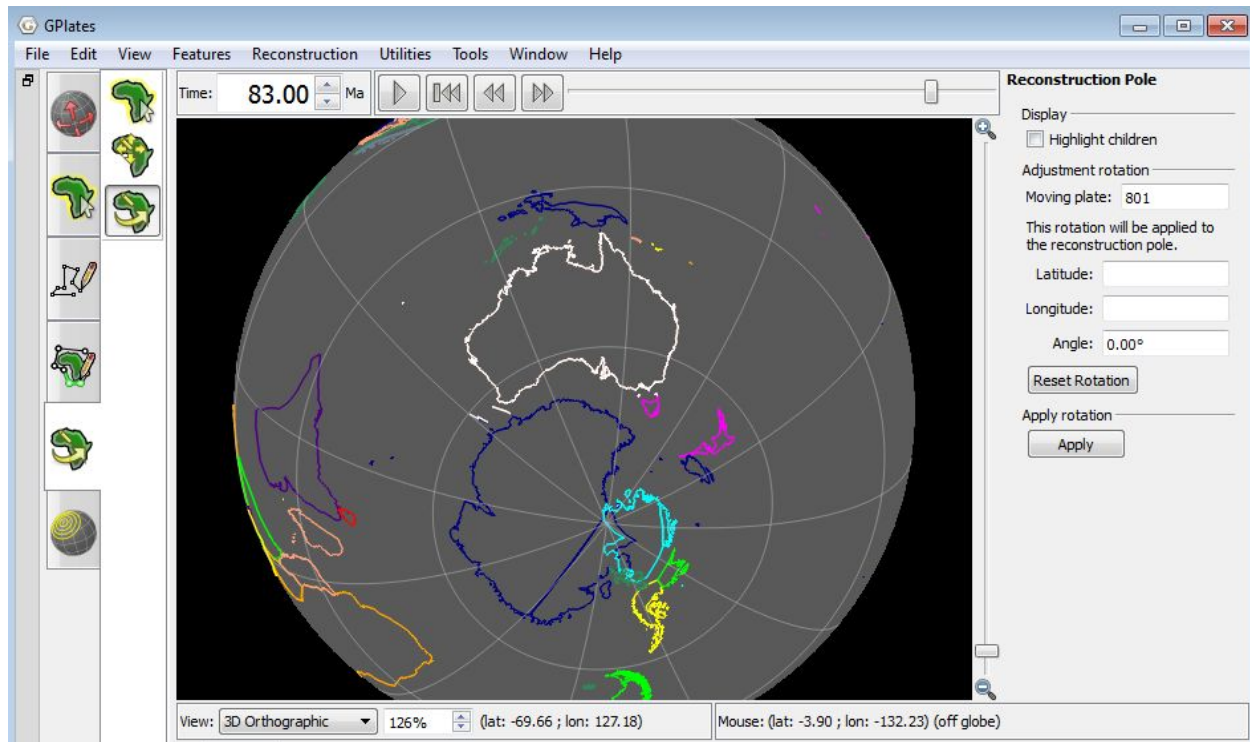 GPlates
File Edit View Features Reconstruction Utilities Tools Window Help
Time: 83.00 Ma
Reconstruction Pole
Display
Highlight children
Adjustment rotation
Moving plate: 801
This rotation will be applied to
the reconstruction pole.
Latitude:
Longitude:
Angle: 0.00°
Reset Rotation
Apply rotation
Apply
View: 3D Orthographic 126% (lat: -69.66 ; lon: 127.18) Mouse: (lat: -3.90 ; lon: -132.23) (off globe)